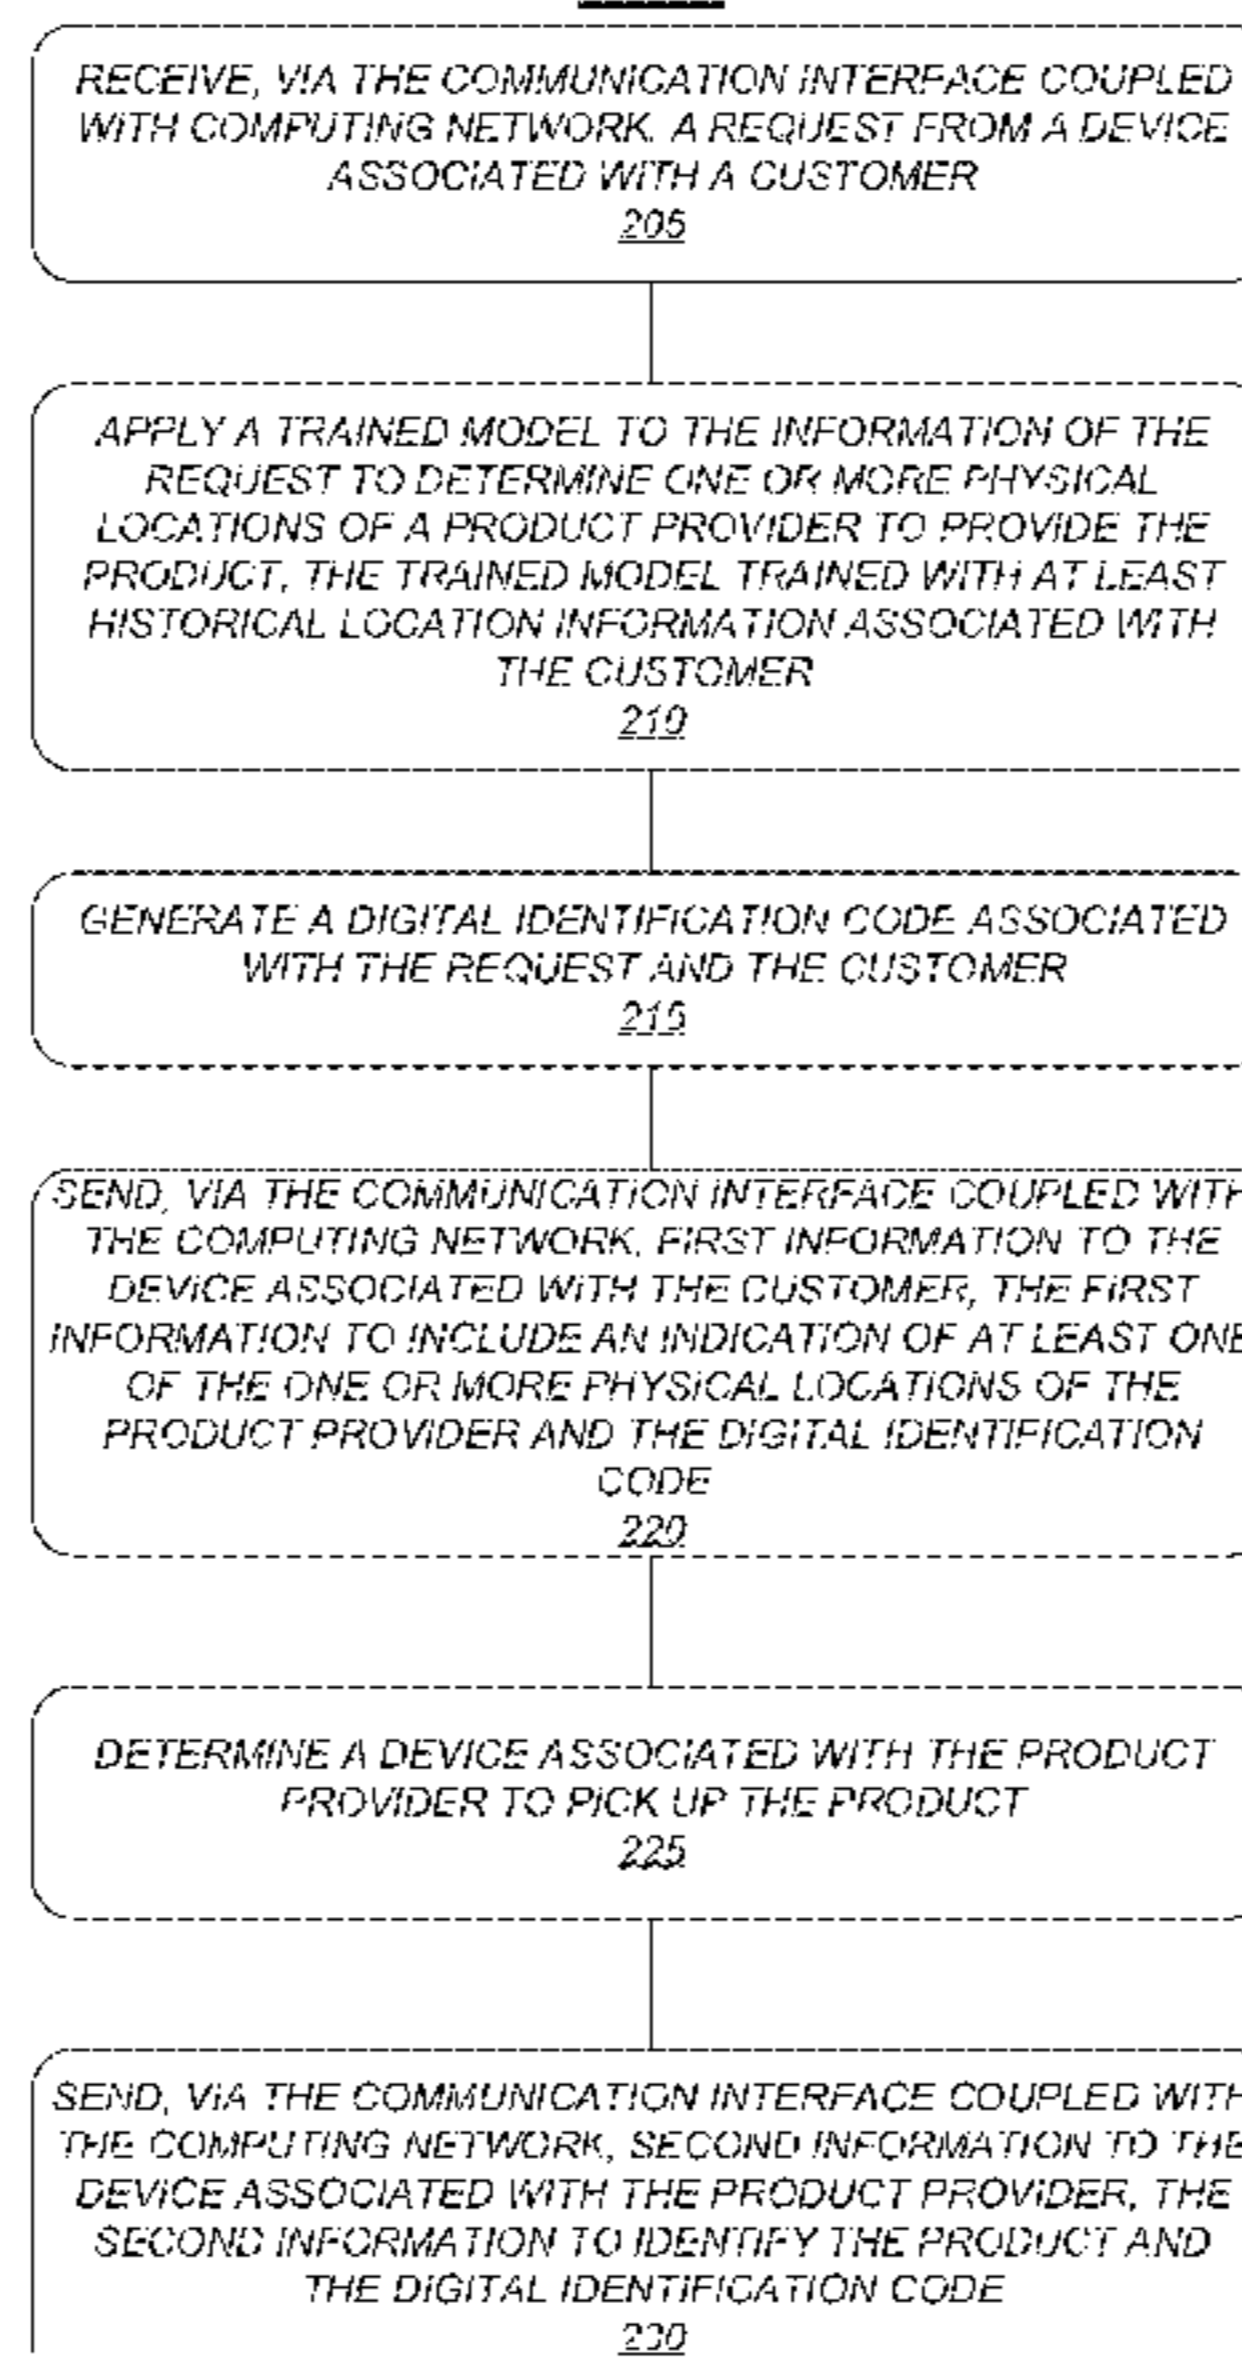 RECEIVE, VIA THE COMMUNICATION INTERFACE COUPLED
WITH COMPUTING NETWORK, A REQUEST FROM A DEVICE
ASSOCIATED WITH A CUSTOMER
205
APPLY A TRAINED MODEL TO THE INFORMATION OF THE
REQUEST TO DETERMINE ONE OR MORE PHYSICAL
LOCATIONS OF A PRODUCT PROVIDER TO PROVIDE THE
PRODUCT, THE TRAINED MODEL TRAINED WITH AT LEAST
HISTORICAL LOCATION INFORMATION ASSOCIATED WITH
THE CUSTOMER
210
GENERATE A DIGITAL IDENTIFICATION CODE ASSOCIATED
WITH THE REQUEST AND THE CUSTOMER
215
SEND, VIA THE COMMUNICATION INTERFACE COUPLED WITH
THE COMPUTING NETWORK, FIRST INFORMATION TO THE
DEVICE ASSOCIATED WITH THE CUSTOMER, THE FIRST
INFORMATION TO INCLUDE AN INDICATION OF AT LEAST ONE
OF THE ONE OR MORE PHYSICAL LOCATIONS OF THE
PRODUCT PROVIDER AND THE DIGITAL IDENTIFICATION
CODE
220
DETERMINE A DEVICE ASSOCIATED WITH THE PRODUCT
PROVIDER TO PICK UP THE PRODUCT
225
SEND, VIA THE COMMUNICATION INTERFACE COUPLED WITH
THE COMPUTING NETWORK, SECOND INFORMATION TO THE
DEVICE ASSOCIATED WITH THE PRODUCT PROVIDER, THE
SECOND INFORMATION TO IDENTIFY THE PRODUCT AND
THE DIGITAL IDENTIFICATION CODE
230